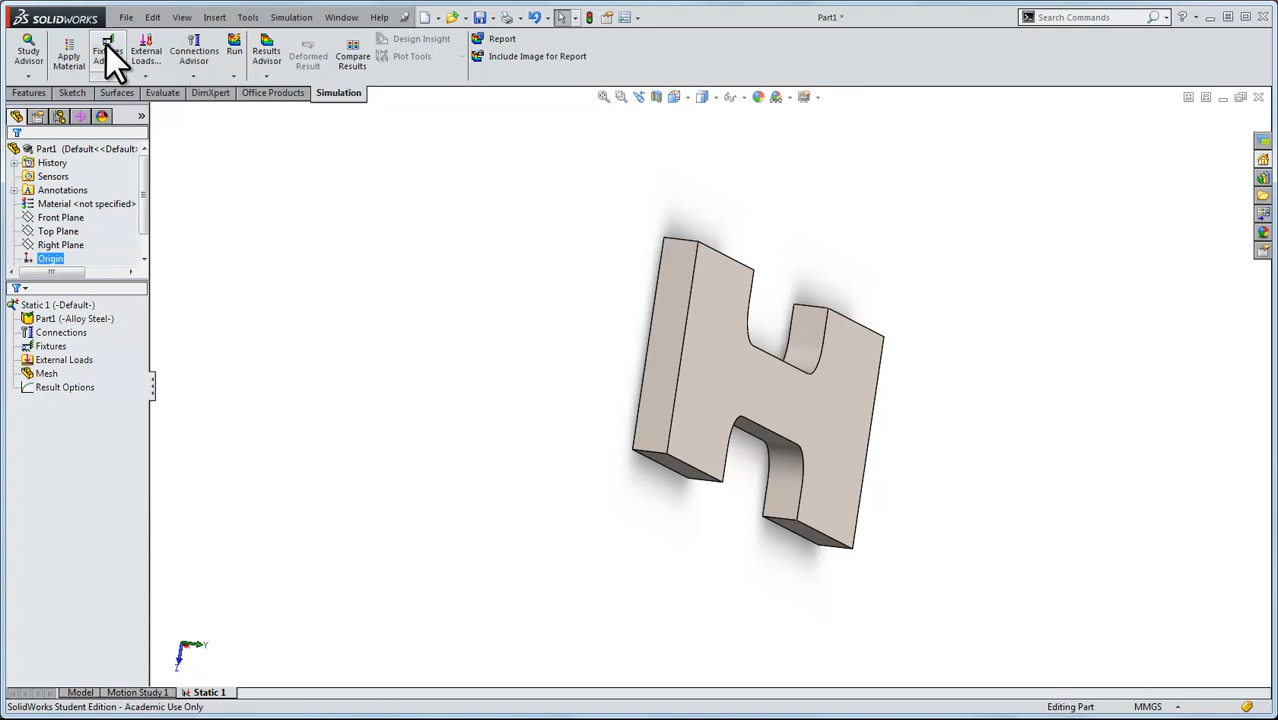 SOLIDWORKS
File Edit View Insert Tools Simulation Window Help
Part1 *
Search Commands
Study Advisor
Apply Material
Fixtures
External Loads...
Connections Advisor
Run
Results Advisor
Deformed Result
Compare Results
Design Insight
Plot Tools
Report
Include Image for Report
Features Sketch Surfaces Evaluate DimXpert Office Products Simulation
Part1 (Default<<Default>
History
Sensors
Annotations
Material <not specified>
Front Plane
Top Plane
Right Plane
Origin
Static 1 (-Default-)
Part1 (-Alloy Steel-)
Connections
Fixtures
External Loads
Mesh
Result Options
Y
Z
Model Motion Study 1 Static 1
SolidWorks Student Edition - Academic Use Only
Editing Part
MMGS